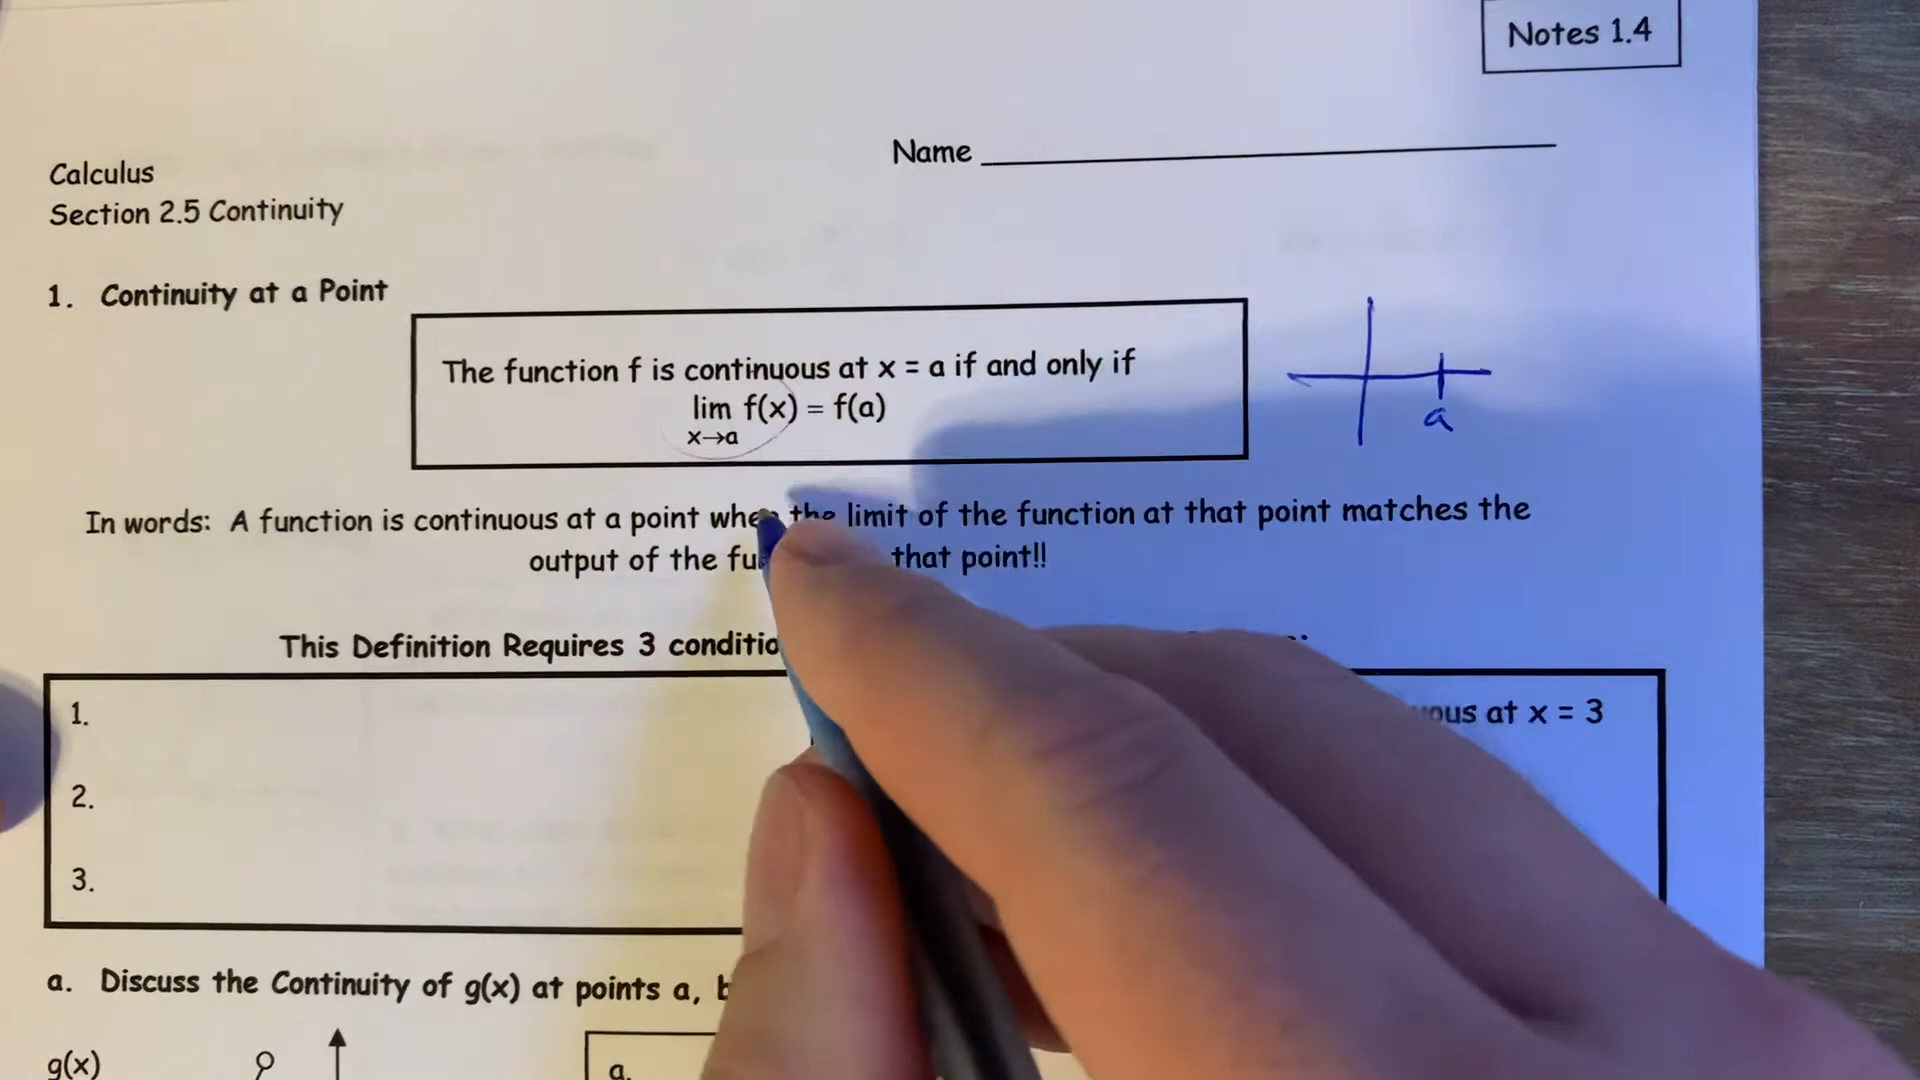 Notes 1.4
Name
Calculus
Section 2.5 Continuity
1. Continuity at a Point
The function f is continuous at x = a if and only if
lim f(x) = f(a)
x→a
a
In words: A function is continuous at a point when the limit of the function at that point matches the
output of the that point!!
This Definition Requires 3
1.
at x = 3
2.
3.
a. Discuss the Continuity of g(x) at points a,
g(x)
a.